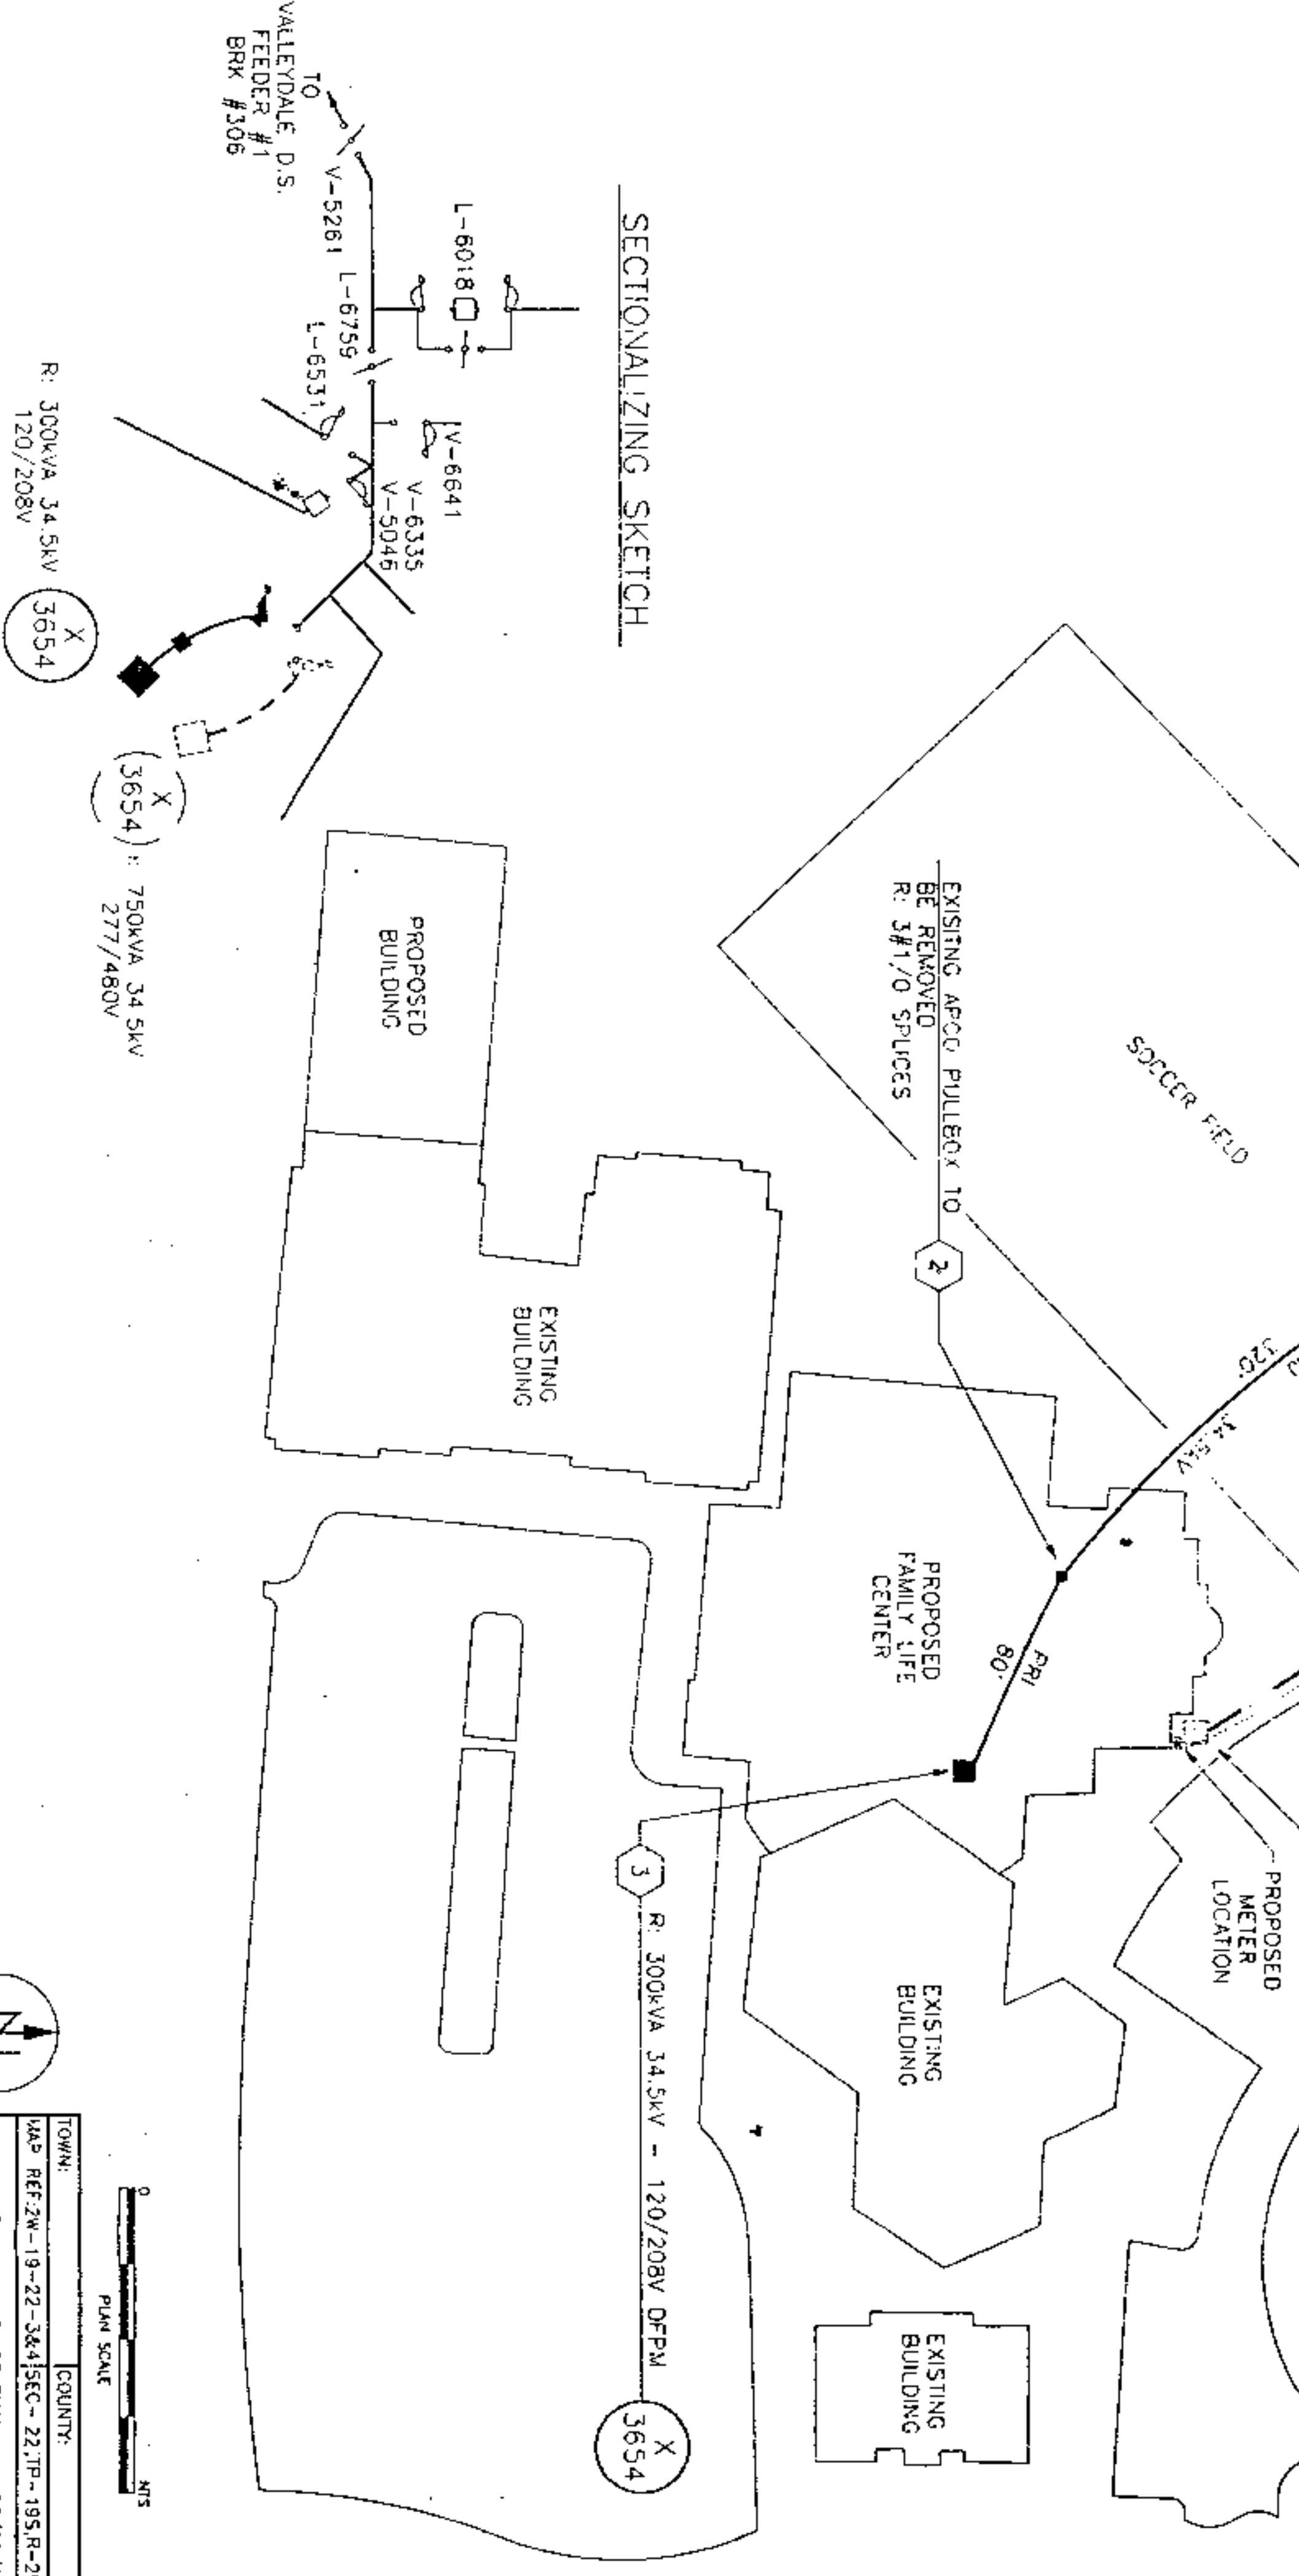 SECTIONALIZING SKETCH
L-6018
V-6641
V-6335
V-5046
L-6759
L-6531
V-5261
TO
VALLEYDALE D.S.
FEEDER #1
BRK #306
R: 300kVA 34.5kV
120/208V
X
3654
X
3654
750kVA 34.5kV
277/480V
SOCCER FIELD
EXISITNG APCO PULLBOX TO
BE REMOVED
R: 3#1/0 SPLICES
2
320'
34.5kV
PRI
80'
PROPOSED
BUILDING
EXISTING
BUILDING
PROPOSED
FAMILY LIFE
CENTER
PROPOSED
METER
LOCATION
EXISTING
BUILDING
EXISTING
BUILDING
3
R: 300kVA 34.5kV - 120/208V DFPM
X
3654
N
0
NTS
PLAN SCALE
TOWN:
COUNTY:
MAP REF:2W-19-22-3&4
SEC- 22,TP-19S,R-2